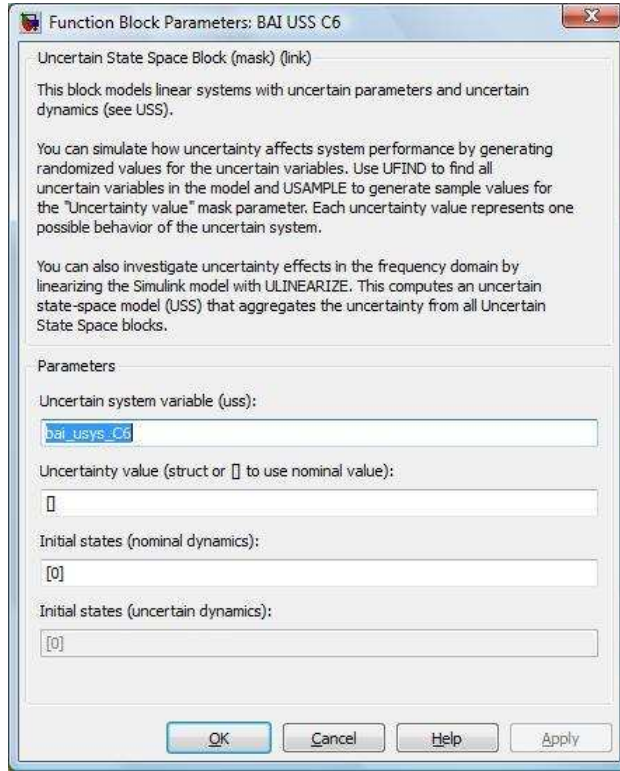 Function Block Parameters: BAI USS C6
Uncertain State Space Block (mask) (link)
This block models linear systems with uncertain parameters and uncertain
dynamics (see USS).
You can simulate how uncertainty affects system performance by generating
randomized values for the uncertain variables. Use UFIND to find all
uncertain variables in the model and USAMPLE to generate sample values for
the "Uncertainty value" mask parameter. Each uncertainty value represents one
possible behavior of the uncertain system.
You can also investigate uncertainty effects in the frequency domain by
linearizing the Simulink model with ULINEARIZE. This computes an uncertain
state-space model (USS) that aggregates the uncertainty from all Uncertain
State Space blocks.
Parameters
Uncertain system variable (uss):
bai_usys_C6
Uncertainty value (struct or [] to use nominal value):
[]
Initial states (nominal dynamics):
[0]
Initial states (uncertain dynamics):
[0]
OK Cancel Help Apply